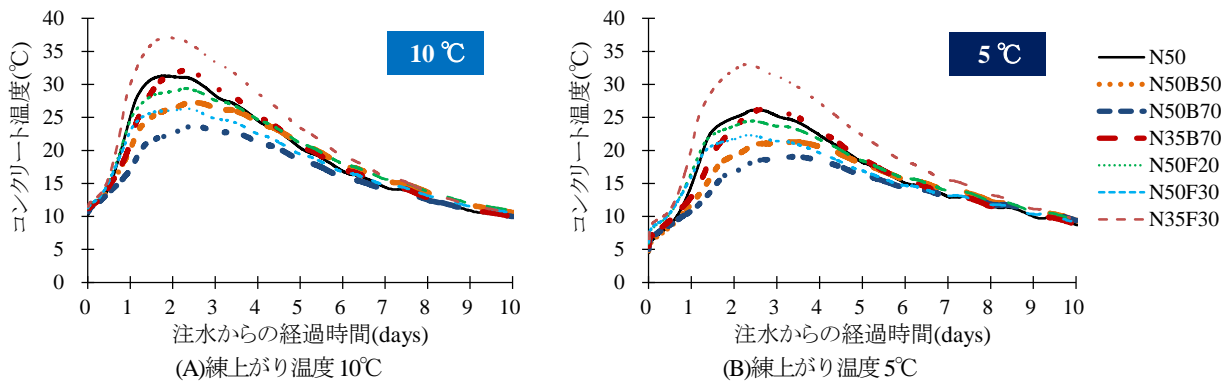 コンクリート温度(℃)
40
35
30
25
20
15
10
5
0
10 ℃
0 1 2 3 4 5 6 7 8 9 10
注水からの経過時間(days)
(A)練上がり温度 10℃
コンクリート温度(℃)
40
35
30
25
20
15
10
5
0
5 ℃
0 1 2 3 4 5 6 7 8 9 10
注水からの経過時間(days)
(B)練上がり温度 5℃
N50
N50B50
N50B70
N35B70
N50F20
N50F30
N35F30